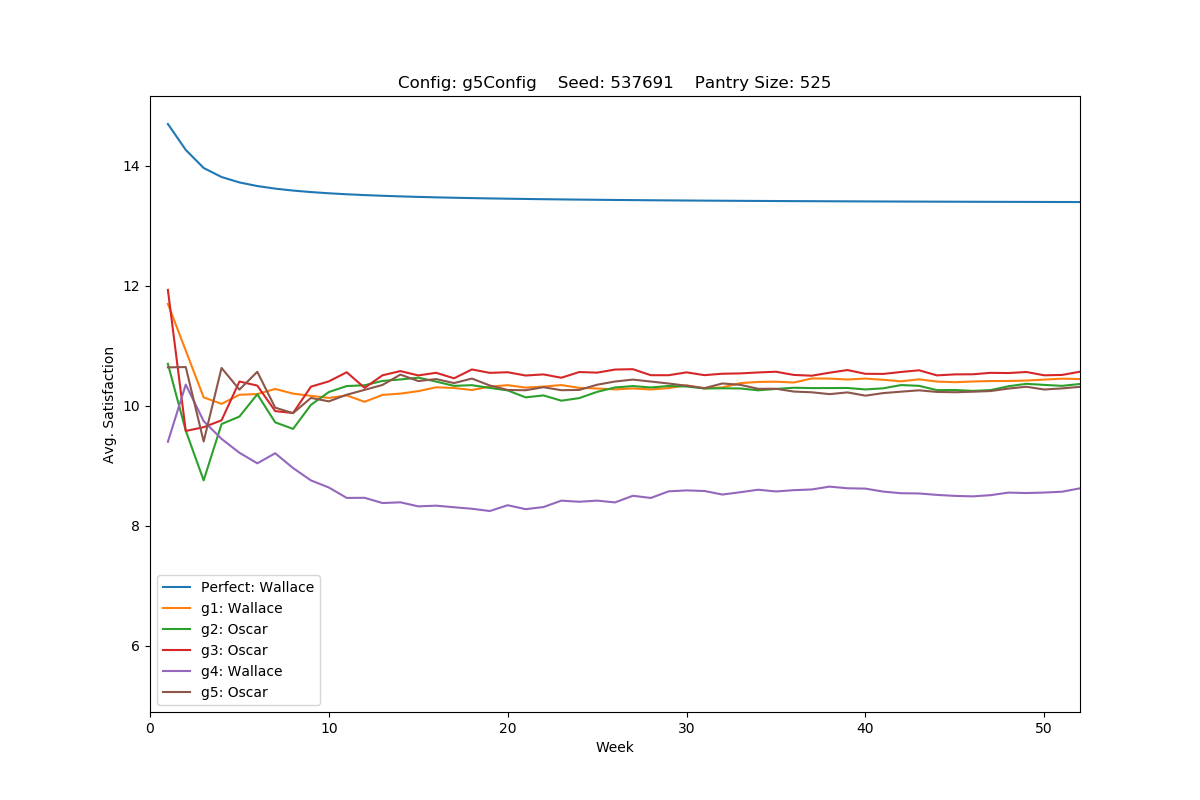 Config: g5Config    Seed: 537691    Pantry Size: 525
14
12
10
8
6
Avg. Satisfaction
Perfect: Wallace
g1: Wallace
g2: Oscar
g3: Oscar
g4: Wallace
g5: Oscar
0 10 20 30 40 50
Week